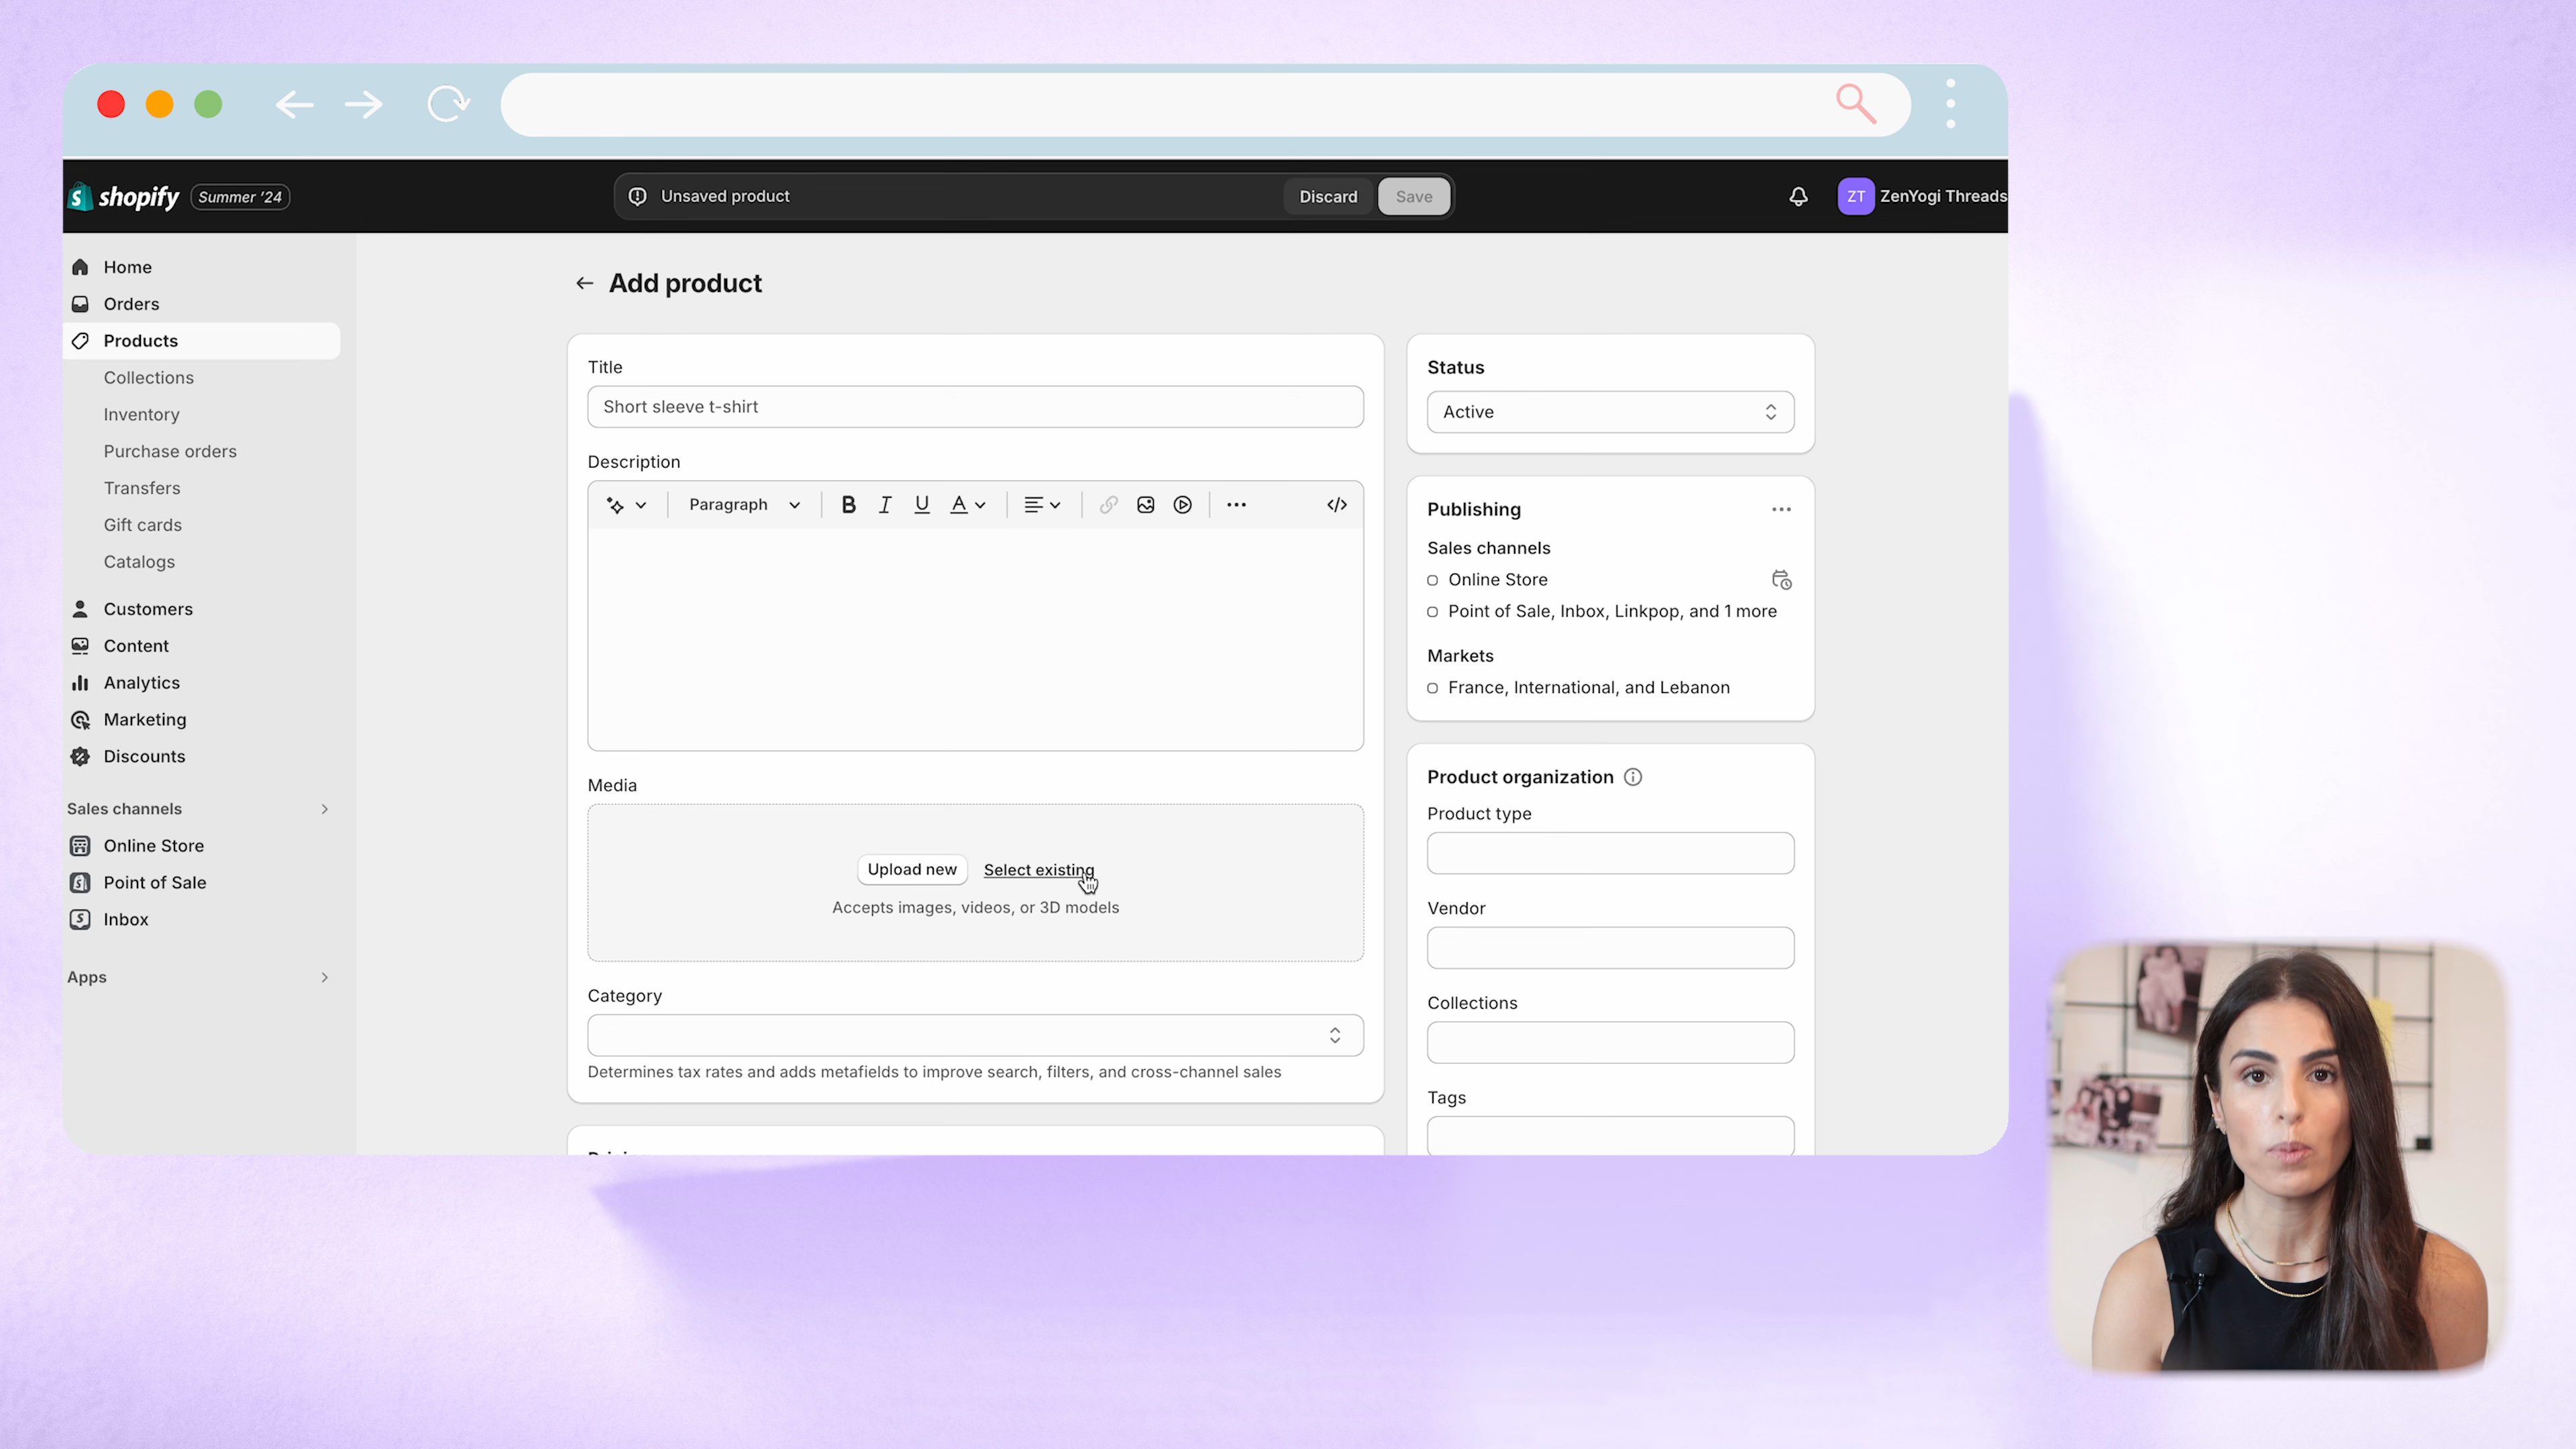 shopify Summer '24
Unsaved product
Discard
Save
ZT ZenYogi Threads
Home
Orders
Products
Collections
Inventory
Purchase orders
Transfers
Gift cards
Catalogs
Customers
Content
Analytics
Marketing
Discounts
Sales channels
Online Store
Point of Sale
Inbox
Apps
Add product
Title
Short sleeve t-shirt
Description
Paragraph
Media
Upload new Select existing
Accepts images, videos, or 3D models
Category
Determines tax rates and adds metafields to improve search, filters, and cross-channel sales
Status
Active
Publishing
Sales channels
Online Store
Point of Sale, Inbox, Linkpop, and 1 more
Markets
France, International, and Lebanon
Product organization
Product type
Vendor
Collections
Tags